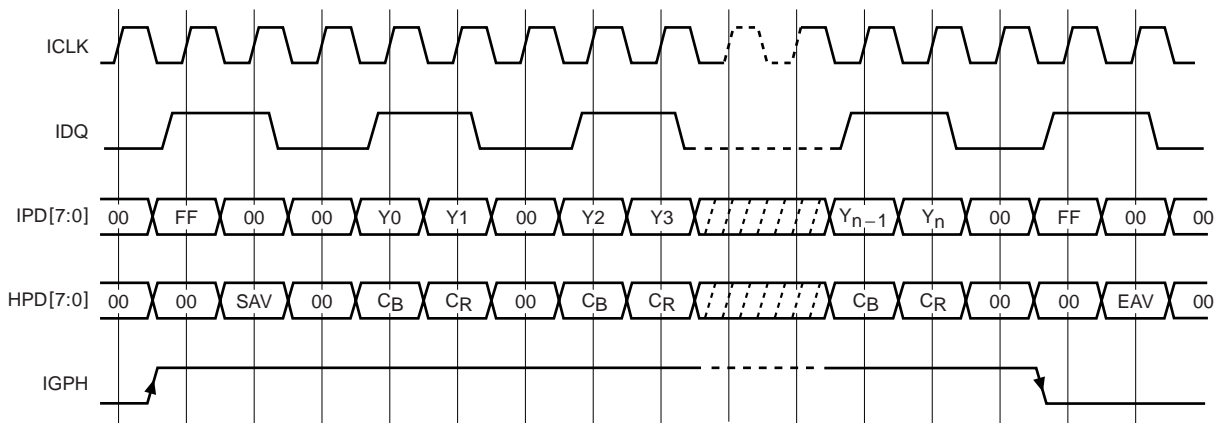 ICLK
IDQ
IPD[7:0] 00 FF 00 00 Y0 Y1 00 Y2 Y3 Yn−1 Yn 00 FF 00 00
HPD[7:0] 00 00 SAV 00 CB CR 00 CB CR CB CR 00 00 EAV 00
IGPH